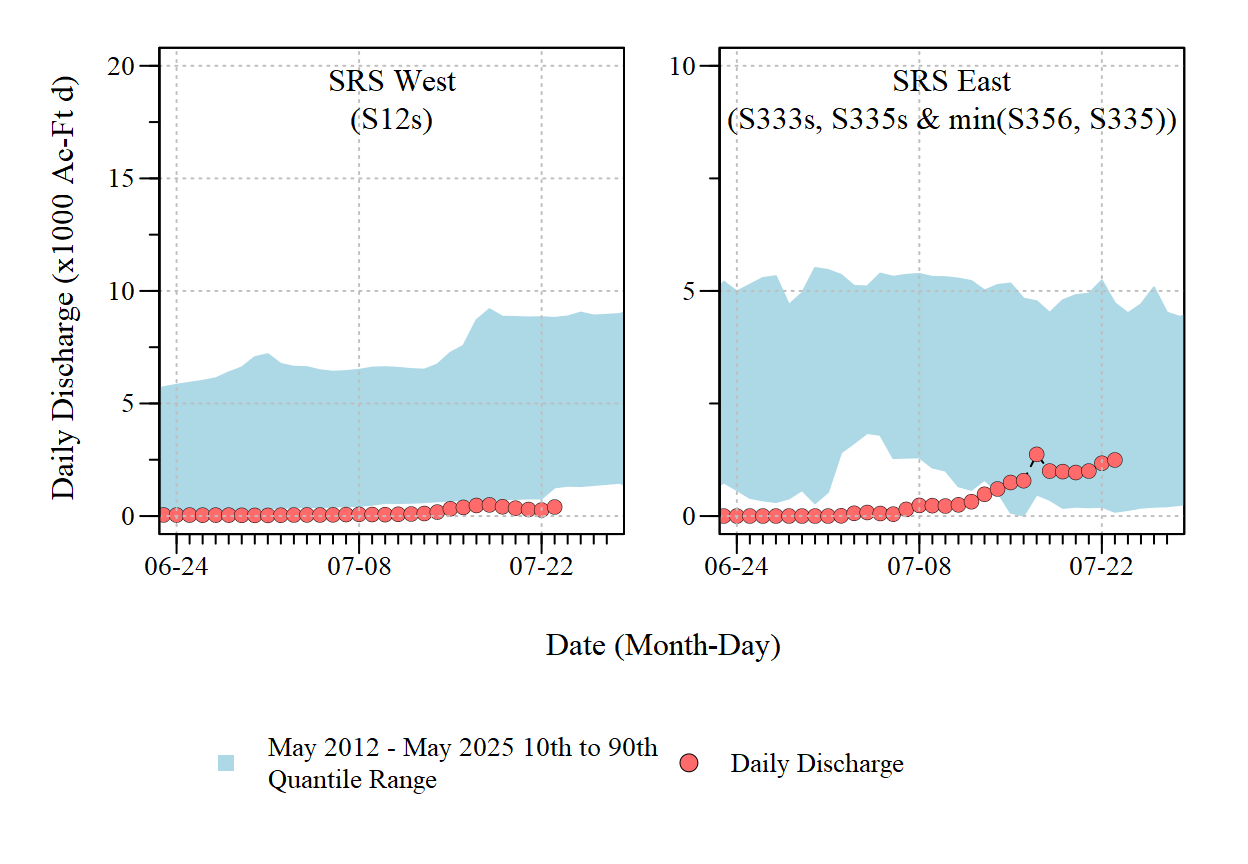 SRS West
(S12s)
SRS East
(S333s, S335s & min(S356, S335))
Daily Discharge (x1000 Ac-Ft d)
20
15
10
5
0
10
5
0
06-24
07-08
07-22
06-24
07-08
07-22
Date (Month-Day)
May 2012 - May 2025 10th to 90th
Quantile Range
Daily Discharge